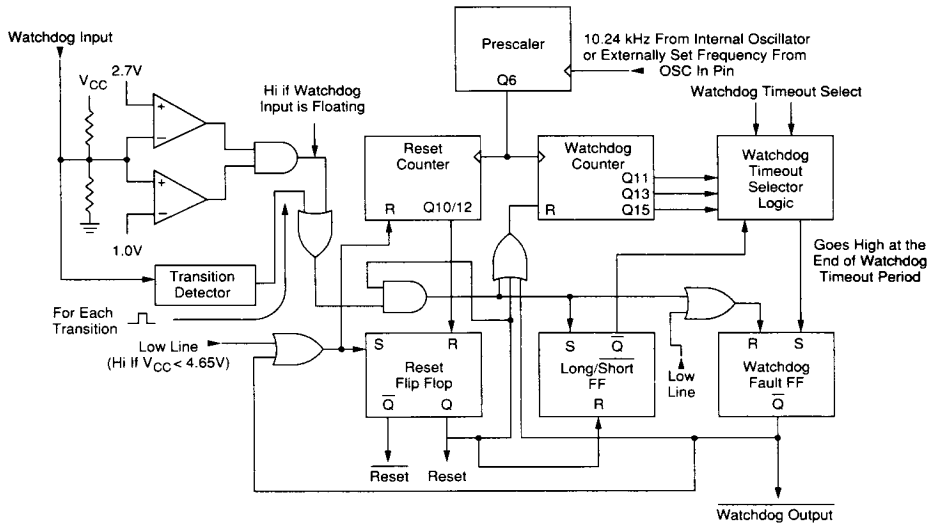 Watchdog Input
VCC
2.7V
Hi if Watchdog
Input is Floating
1.0V
Prescaler
Q6
10.24 kHz From Internal Oscillator
or Externally Set Frequency From
OSC In Pin
Watchdog Timeout Select
Reset
Counter
R
Q10/12
Watchdog
Counter
Q11
Q13
Q15
R
Watchdog
Timeout
Selector
Logic
Transition
Detector
For Each
Transition
Goes High at the
End of Watchdog
Timeout Period
Low Line
(Hi If VCC < 4.65V)
S
R
Reset
Flip Flop
Q
Q
S
Q
Long/Short
FF
R
Low
Line
R
S
Watchdog
Fault FF
Q
Reset
Reset
Watchdog Output